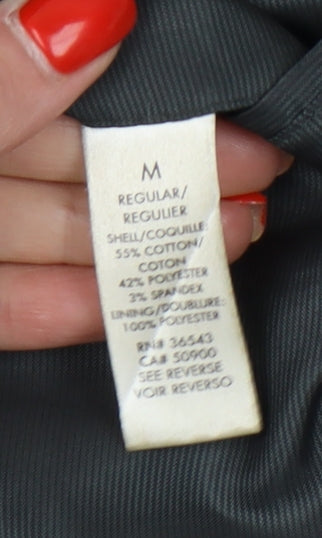 M
REGULAR/
REGULIER
SHELL/COQUILLE:
55% COTTON/
COTON
42% POLYESTER
3% SPANDEX
LINING/DOUBLURE:
100% POLYESTER
RN# 36543
CA# 50900
SEE REVERSE
VOIR REVERSO